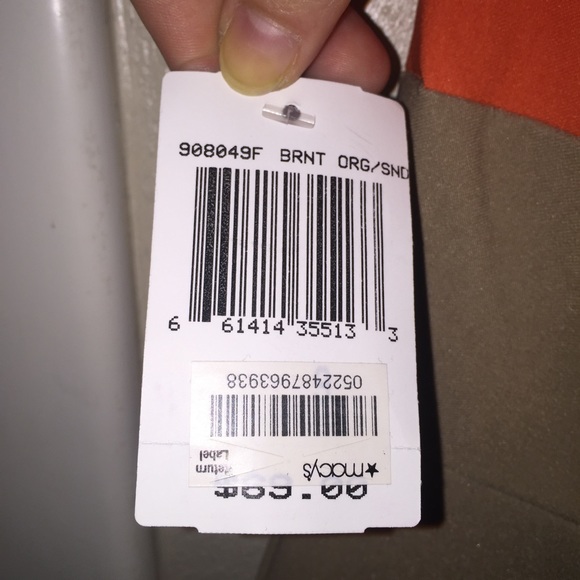 908049F BRNT ORG/SND
6 61414 35513 3
macy's
Return
Label
0522487963938